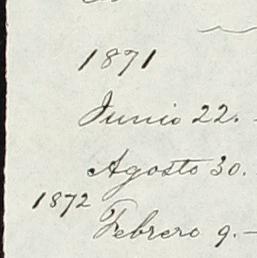 1871
Junio 22. -
Agosto 30.
1872
Febrero 9. -